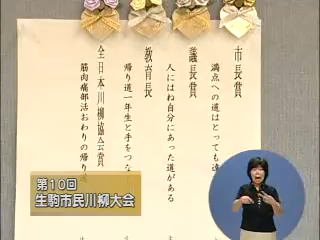 市長賞
満点への道はとっても遠
議長賞
人にはね自分にあった道がある
教育長
帰り道一年生と手をつな
全日本川柳協会賞
筋肉痛部活おわりの帰り
第10回
生駒市民川柳大会